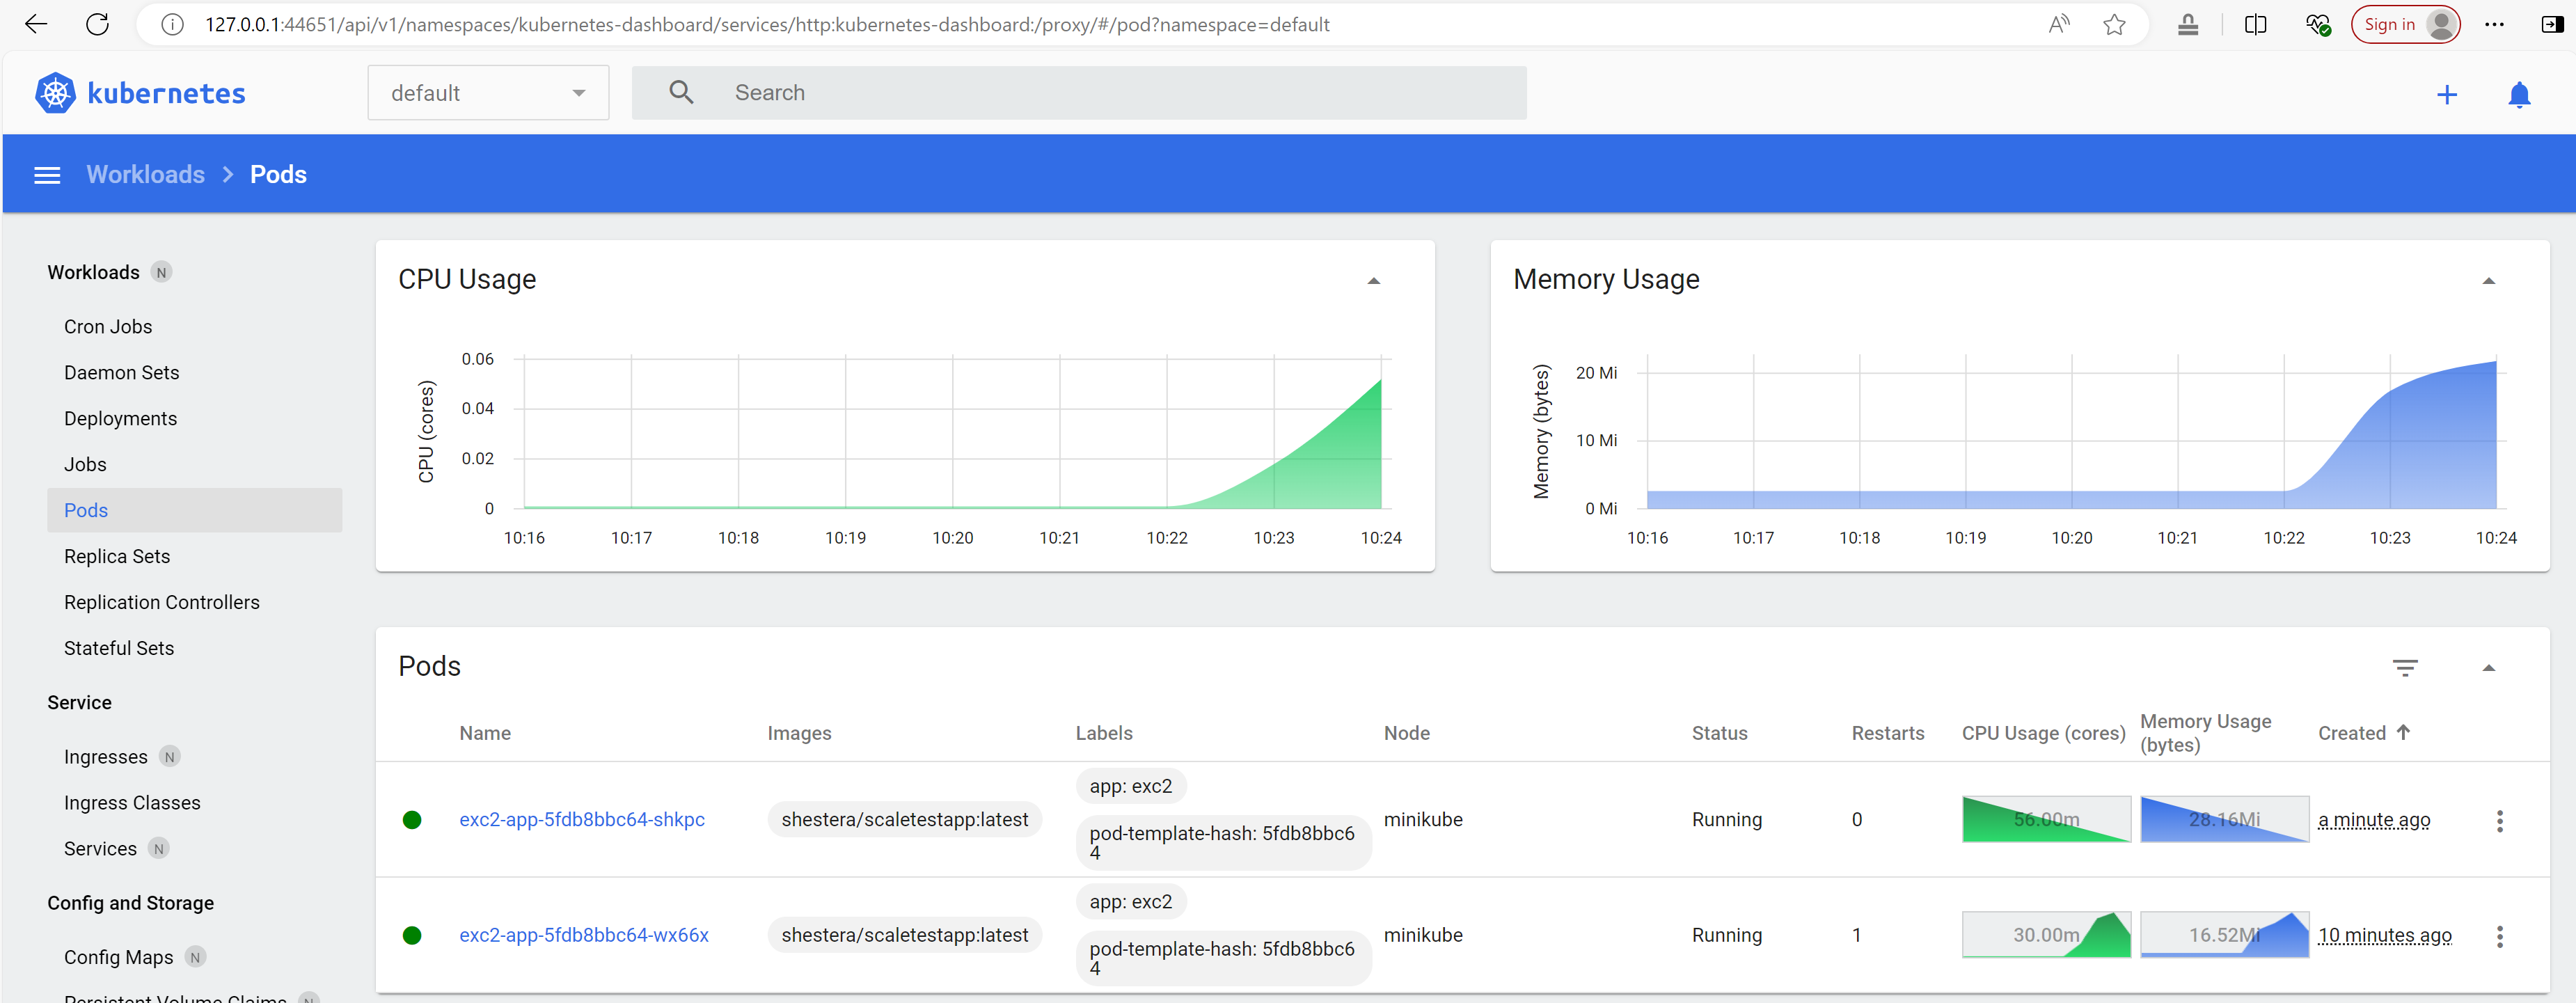 127.0.0.1:44651/api/v1/namespaces/kubernetes-dashboard/services/http:kubernetes-dashboard:/proxy/#/pod?namespace=default
Sign in
kubernetes
default
Search
Workloads > Pods
Workloads N
Cron Jobs
Daemon Sets
Deployments
Jobs
Pods
Replica Sets
Replication Controllers
Stateful Sets
Service
Ingresses N
Ingress Classes
Services N
Config and Storage
Config Maps N
Persistent Volume Claims N
CPU Usage
CPU (cores)
0.06
0.04
0.02
0
10:16 10:17 10:18 10:19 10:20 10:21 10:22 10:23 10:24
Memory Usage
Memory (bytes)
20 Mi
10 Mi
0 Mi
10:16 10:17 10:18 10:19 10:20 10:21 10:22 10:23 10:24
Pods
Name Images Labels Node Status Restarts CPU Usage (cores) Memory Usage (bytes) Created
exc2-app-5fdb8bbc64-shkpc shestera/scaletestapp:latest app: exc2 minikube Running 0 56.00m 28.16Mi a minute ago
pod-template-hash: 5fdb8bbc6
4
exc2-app-5fdb8bbc64-wx66x shestera/scaletestapp:latest app: exc2 minikube Running 1 30.00m 16.52Mi 10 minutes ago
pod-template-hash: 5fdb8bbc6
4